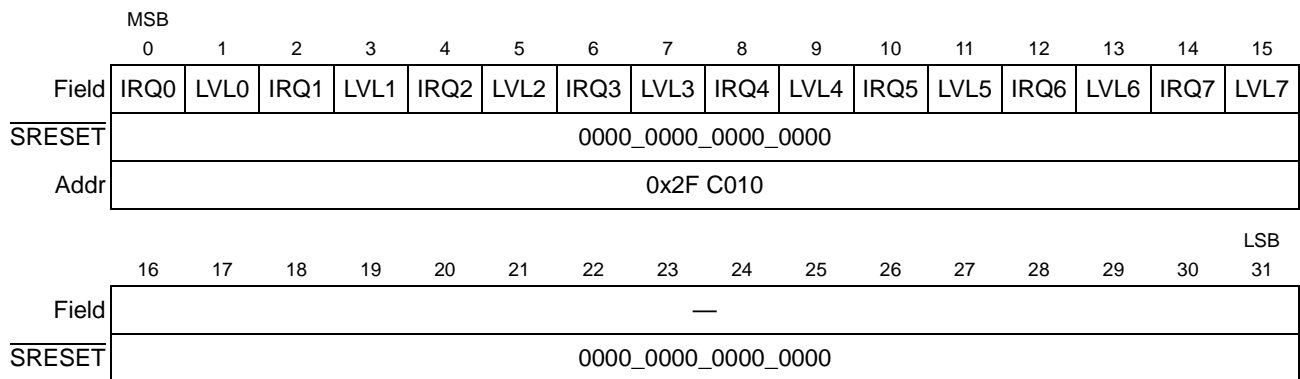 MSB
0 1 2 3 4 5 6 7 8 9 10 11 12 13 14 15
Field IRQ0 LVL0 IRQ1 LVL1 IRQ2 LVL2 IRQ3 LVL3 IRQ4 LVL4 IRQ5 LVL5 IRQ6 LVL6 IRQ7 LVL7
SRESET 0000_0000_0000_0000
Addr 0x2F C010
LSB
16 17 18 19 20 21 22 23 24 25 26 27 28 29 30 31
Field —
SRESET 0000_0000_0000_0000